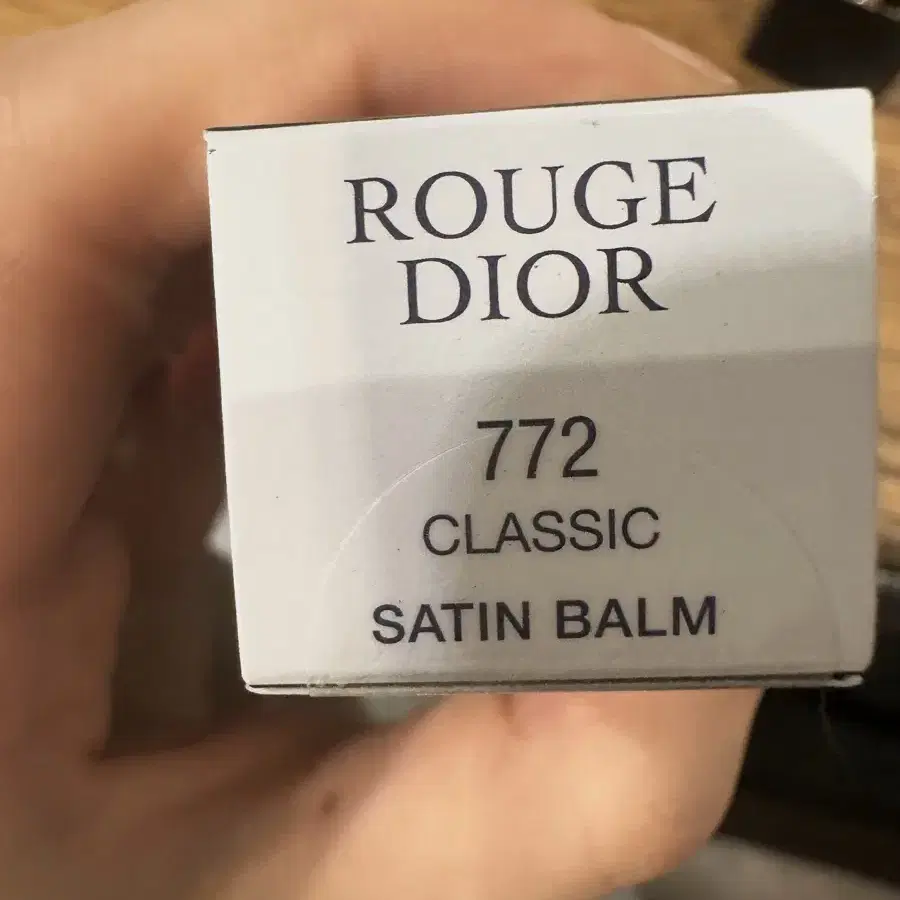 ROUGE
DIOR
772
CLASSIC
SATIN BALM